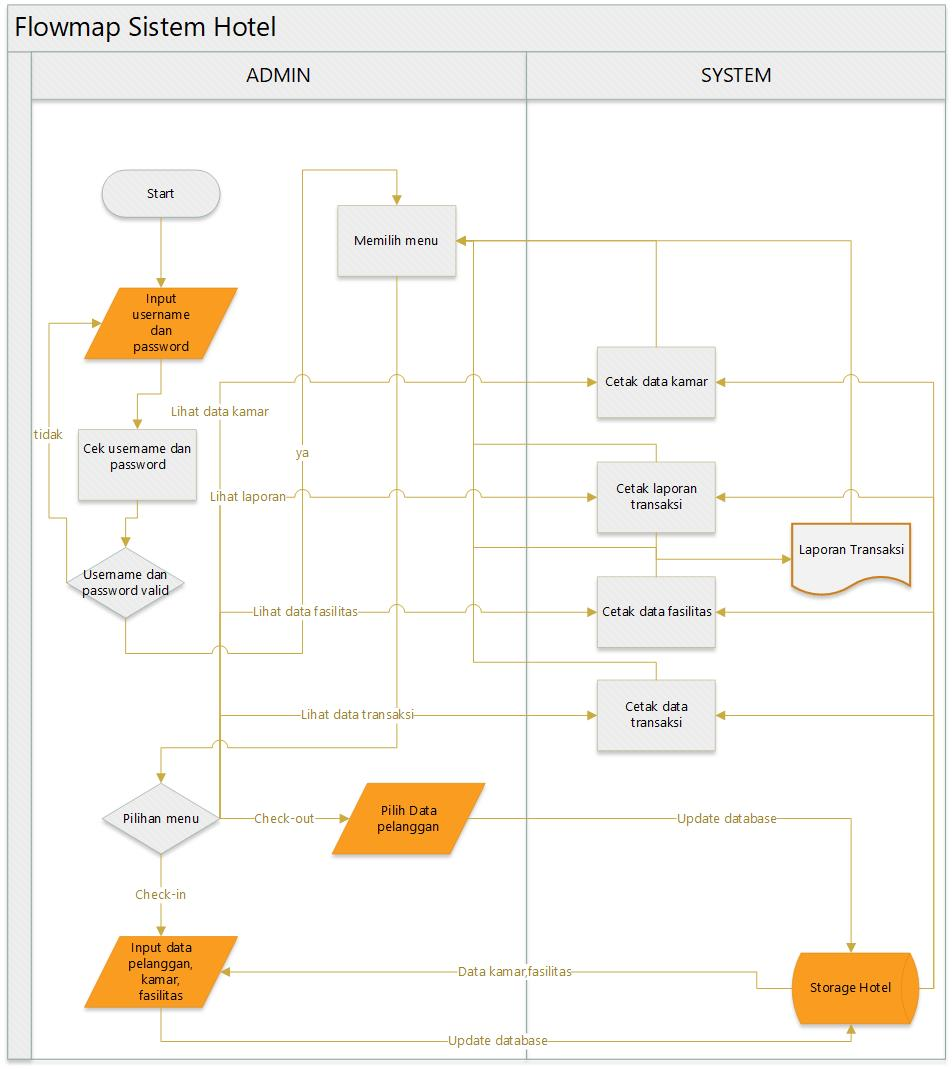 Flowmap Sistem Hotel
ADMIN
SYSTEM
Start
Memilih menu
Input
username
dan
password
Cetak data kamar
Lihat data kamar
tidak
Cek username dan
password
ya
Lihat laporan
Cetak laporan
transaksi
Laporan Transaksi
Username dan
password valid
Lihat data fasilitas
Cetak data fasilitas
Lihat data transaksi
Cetak data
transaksi
Pilihan menu
Check-out
Pilih Data
pelanggan
Update database
Check-in
Input data
pelanggan,
kamar,
fasilitas
Data kamar,fasilitas
Storage Hotel
Update database